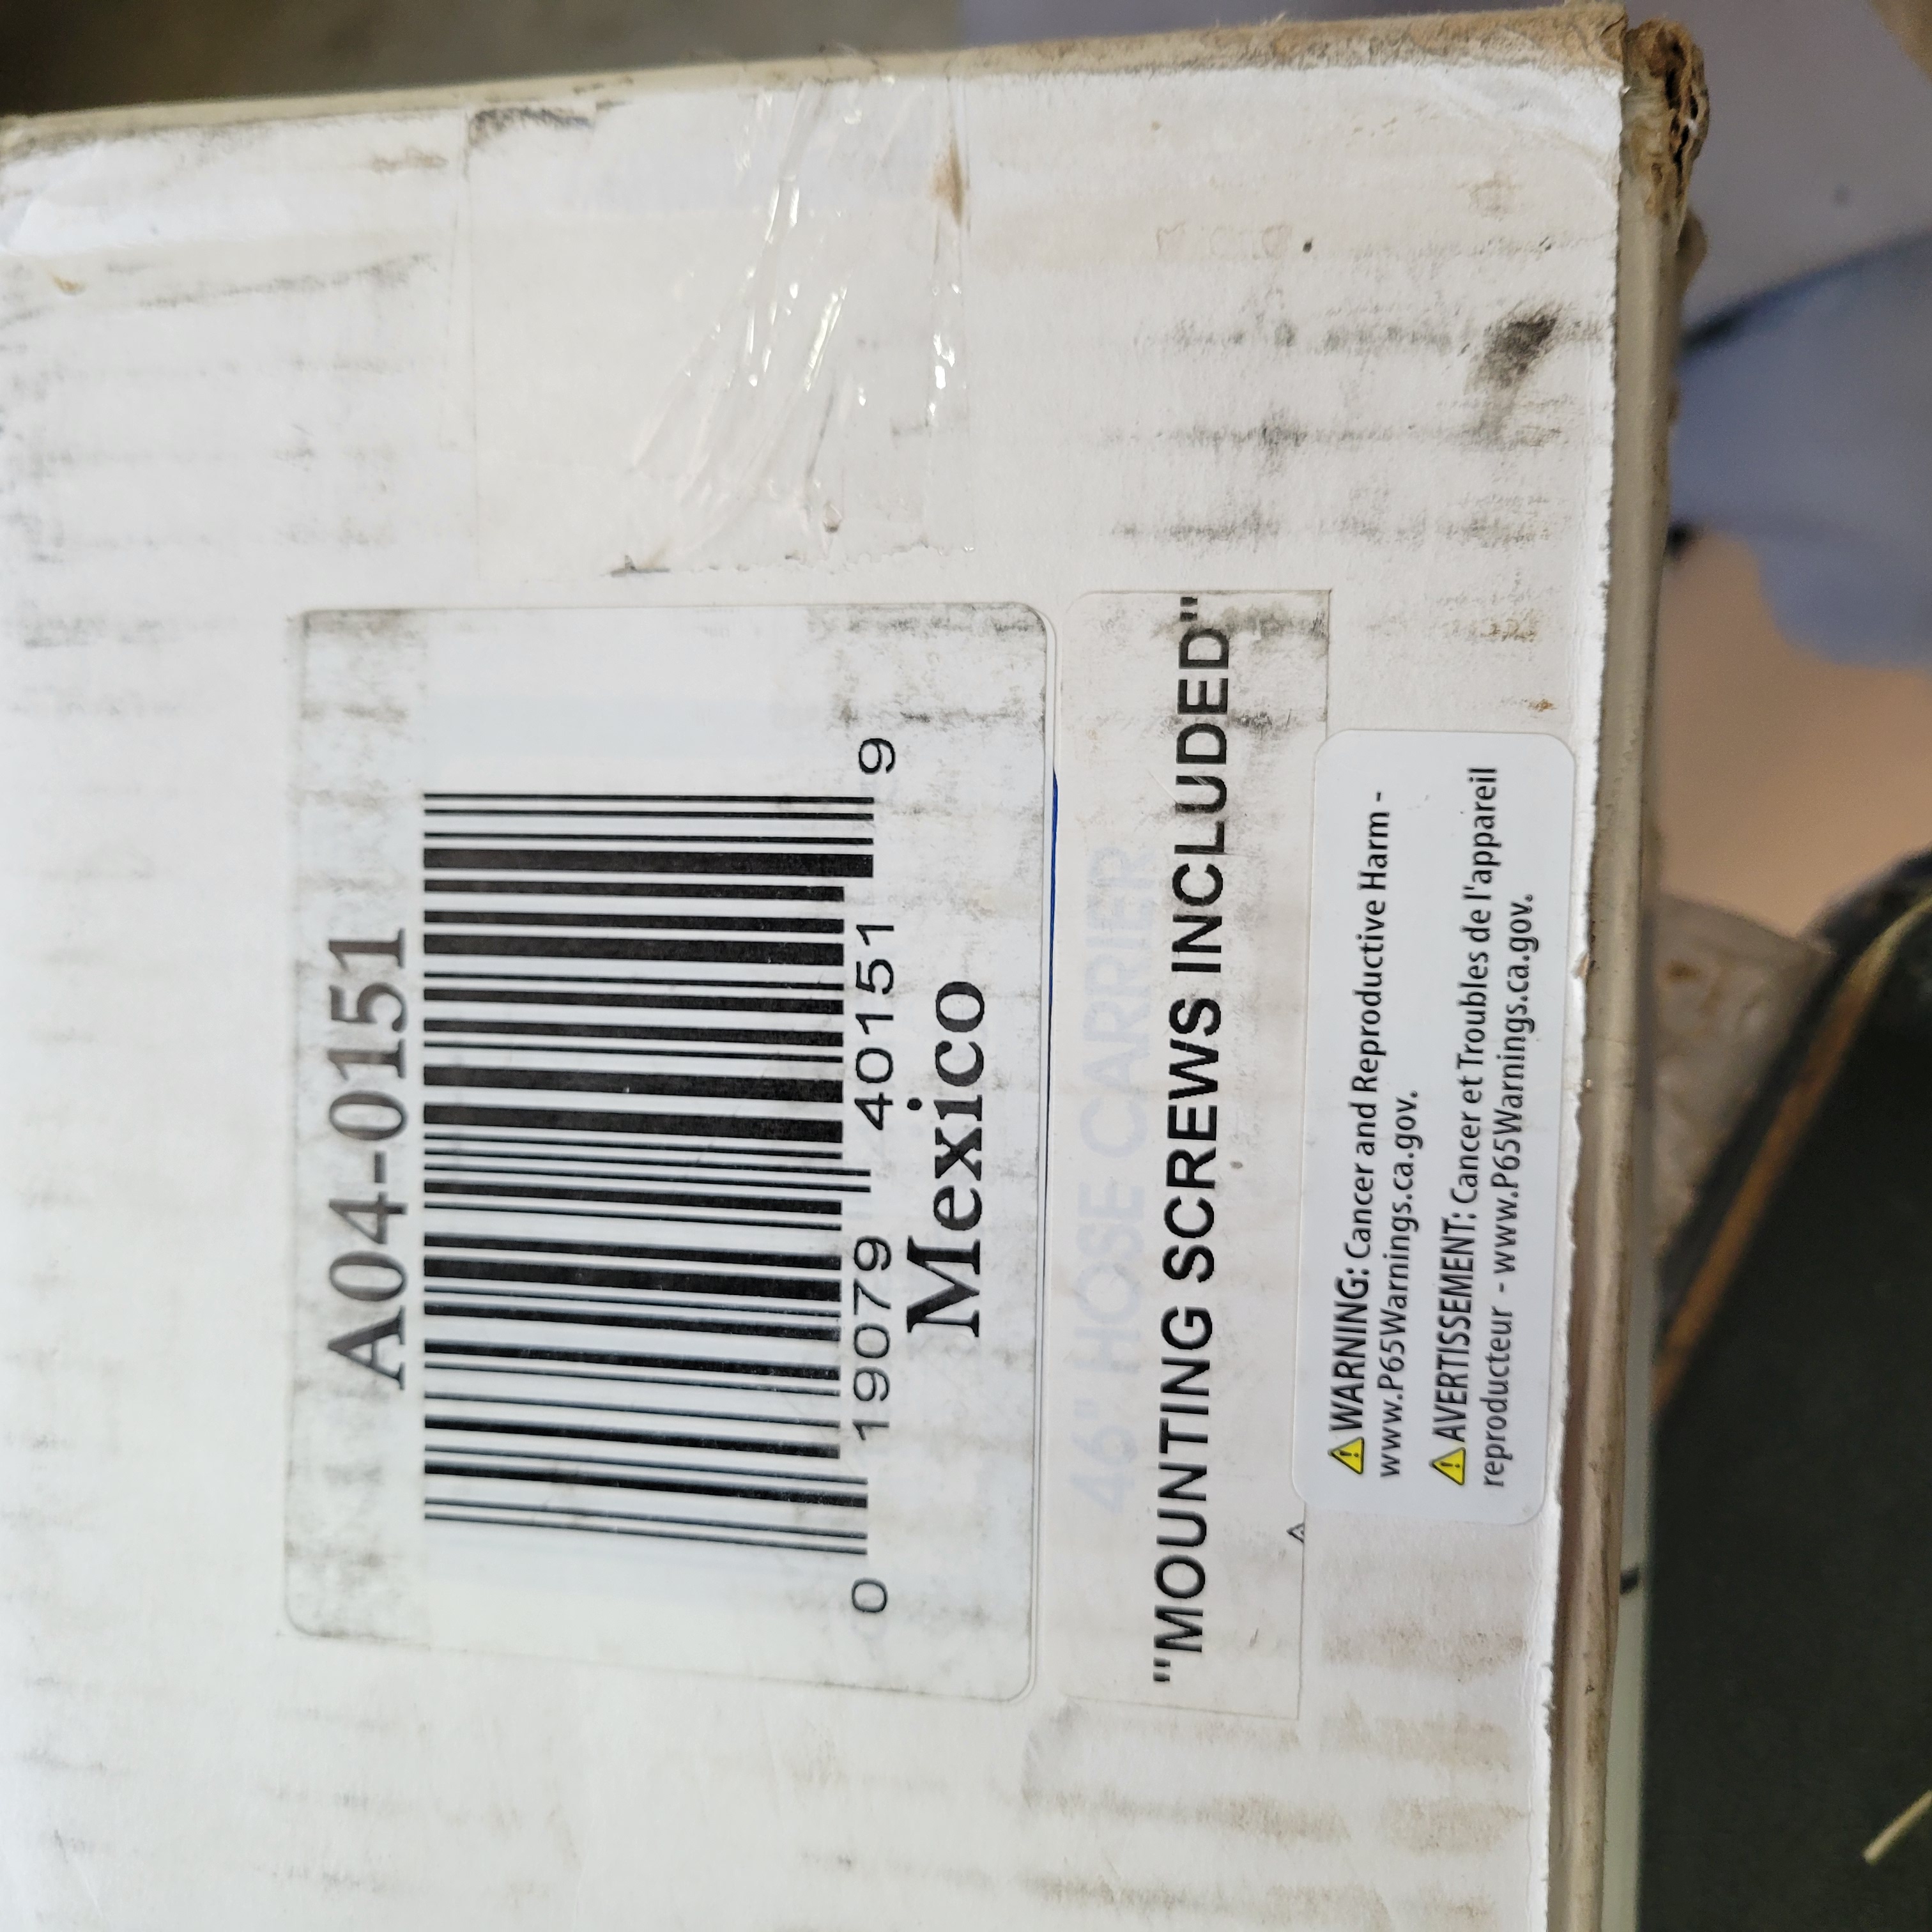 A04-0151
0 19079 40151 9
Mexico
46" HOSE CARRIER
"MOUNTING SCREWS INCLUDED"
WARNING: Cancer and Reproductive Harm -
www.P65Warnings.ca.gov.
AVERTISSEMENT: Cancer et Troubles de l'appareil
reproducteur - www.P65Warnings.ca.gov.